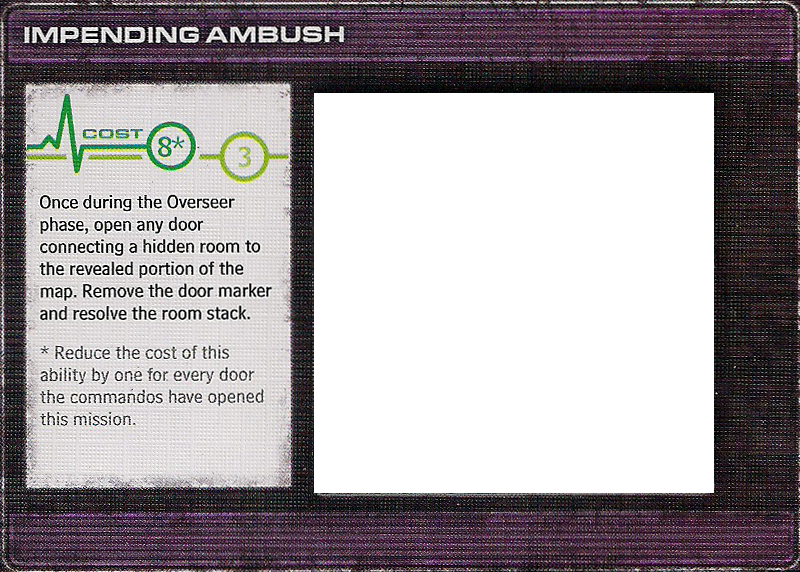 IMPENDING AMBUSH
COST 8* 3
Once during the Overseer
phase, open any door
connecting a hidden room to
the revealed portion of the
map. Remove the door marker
and resolve the room stack.
* Reduce the cost of this
ability by one for every door
the commandos have opened
this mission.